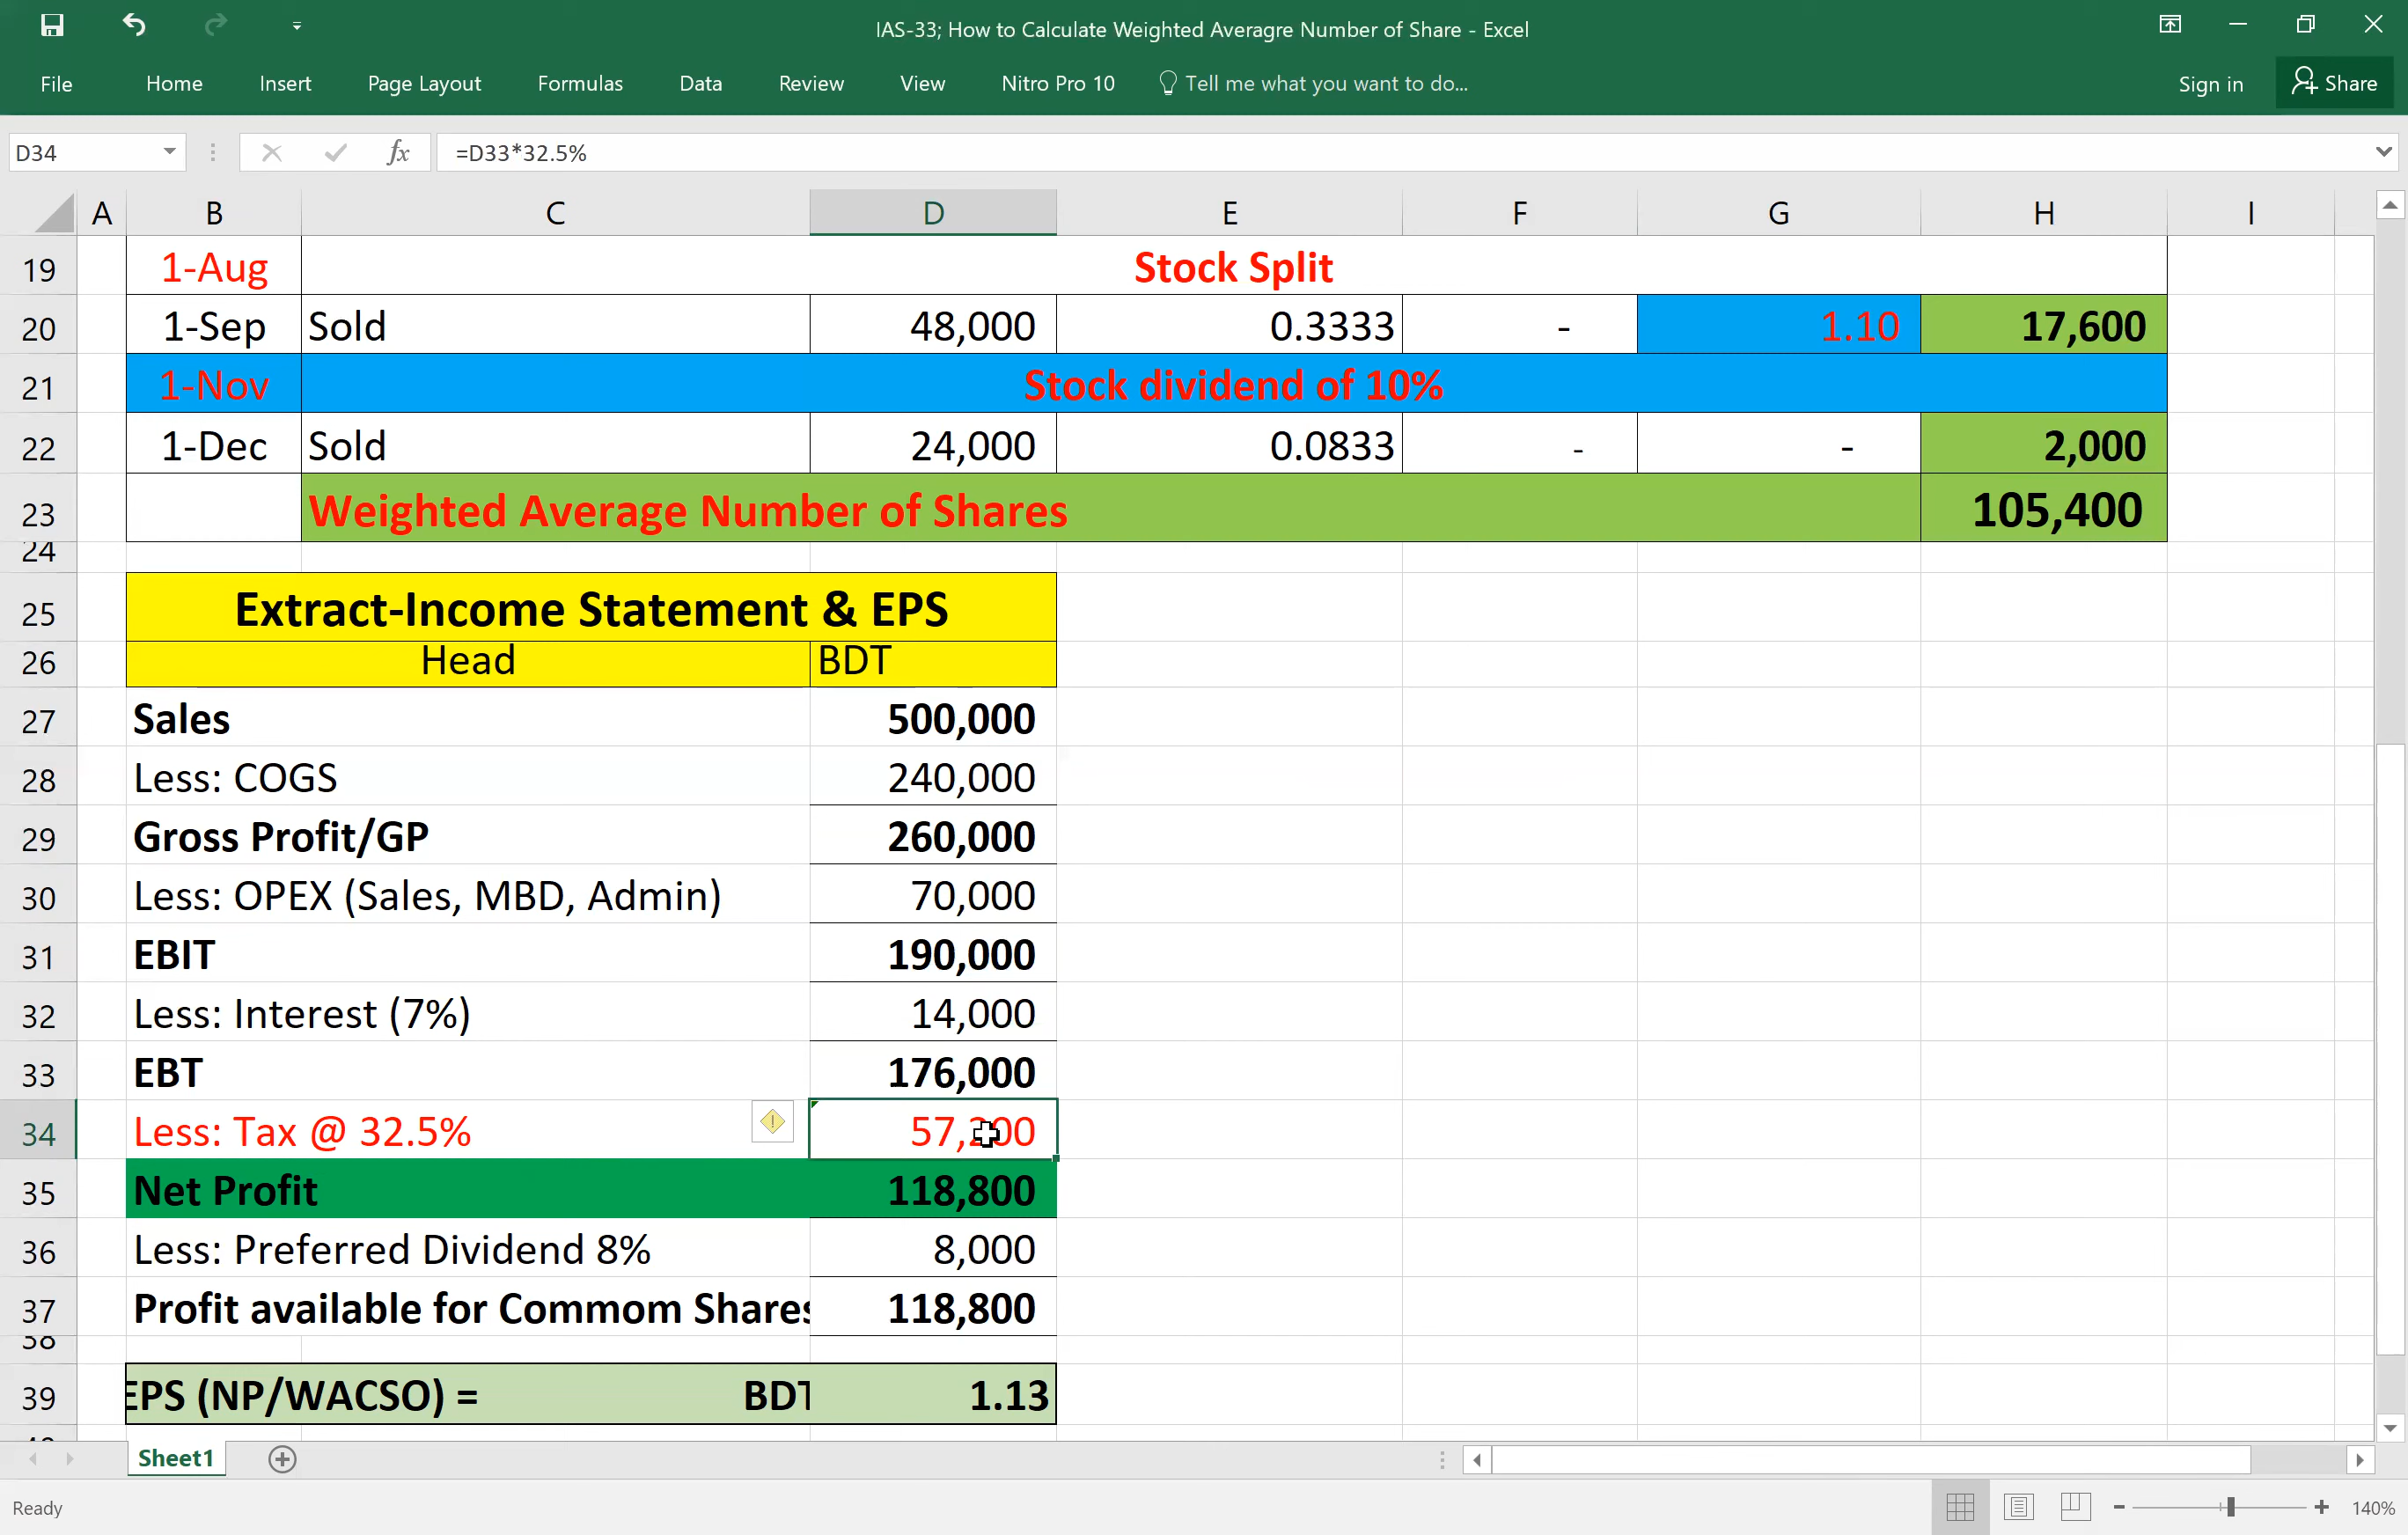 IAS-33; How to Calculate Weighted Averagre Number of Share - Excel
File Home Insert Page Layout Formulas Data Review View Nitro Pro 10 Tell me what you want to do... Sign in Share
D34 fx =D33*32.5%
A B C D E F G H I
19 1-Aug Stock Split
20 1-Sep Sold 48,000 0.3333 - 1.10 17,600
21 1-Nov Stock dividend of 10%
22 1-Dec Sold 24,000 0.0833 - - 2,000
23 Weighted Average Number of Shares 105,400
24
25 Extract-Income Statement & EPS
26 Head BDT
27 Sales 500,000
28 Less: COGS 240,000
29 Gross Profit/GP 260,000
30 Less: OPEX (Sales, MBD, Admin) 70,000
31 EBIT 190,000
32 Less: Interest (7%) 14,000
33 EBT 176,000
34 Less: Tax @ 32.5% 57,200
35 Net Profit 118,800
36 Less: Preferred Dividend 8% 8,000
37 Profit available for Commom Shares 118,800
38
39 EPS (NP/WACSO) = BDT 1.13
Sheet1
Ready 140%